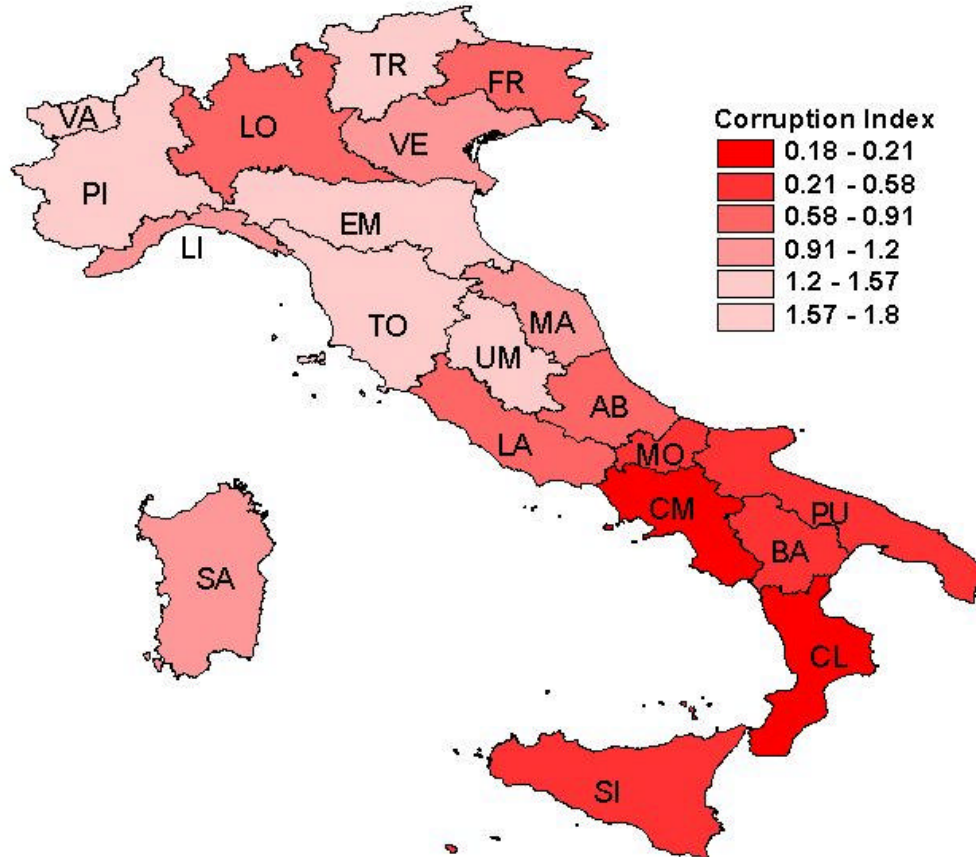 TR
FR
VA
LO
VE
PI
EM
LI
TO
MA
UM
AB
LA
MO
CM
PU
BA
SA
CL
SI
Corruption Index
0.18 - 0.21
0.21 - 0.58
0.58 - 0.91
0.91 - 1.2
1.2 - 1.57
1.57 - 1.8